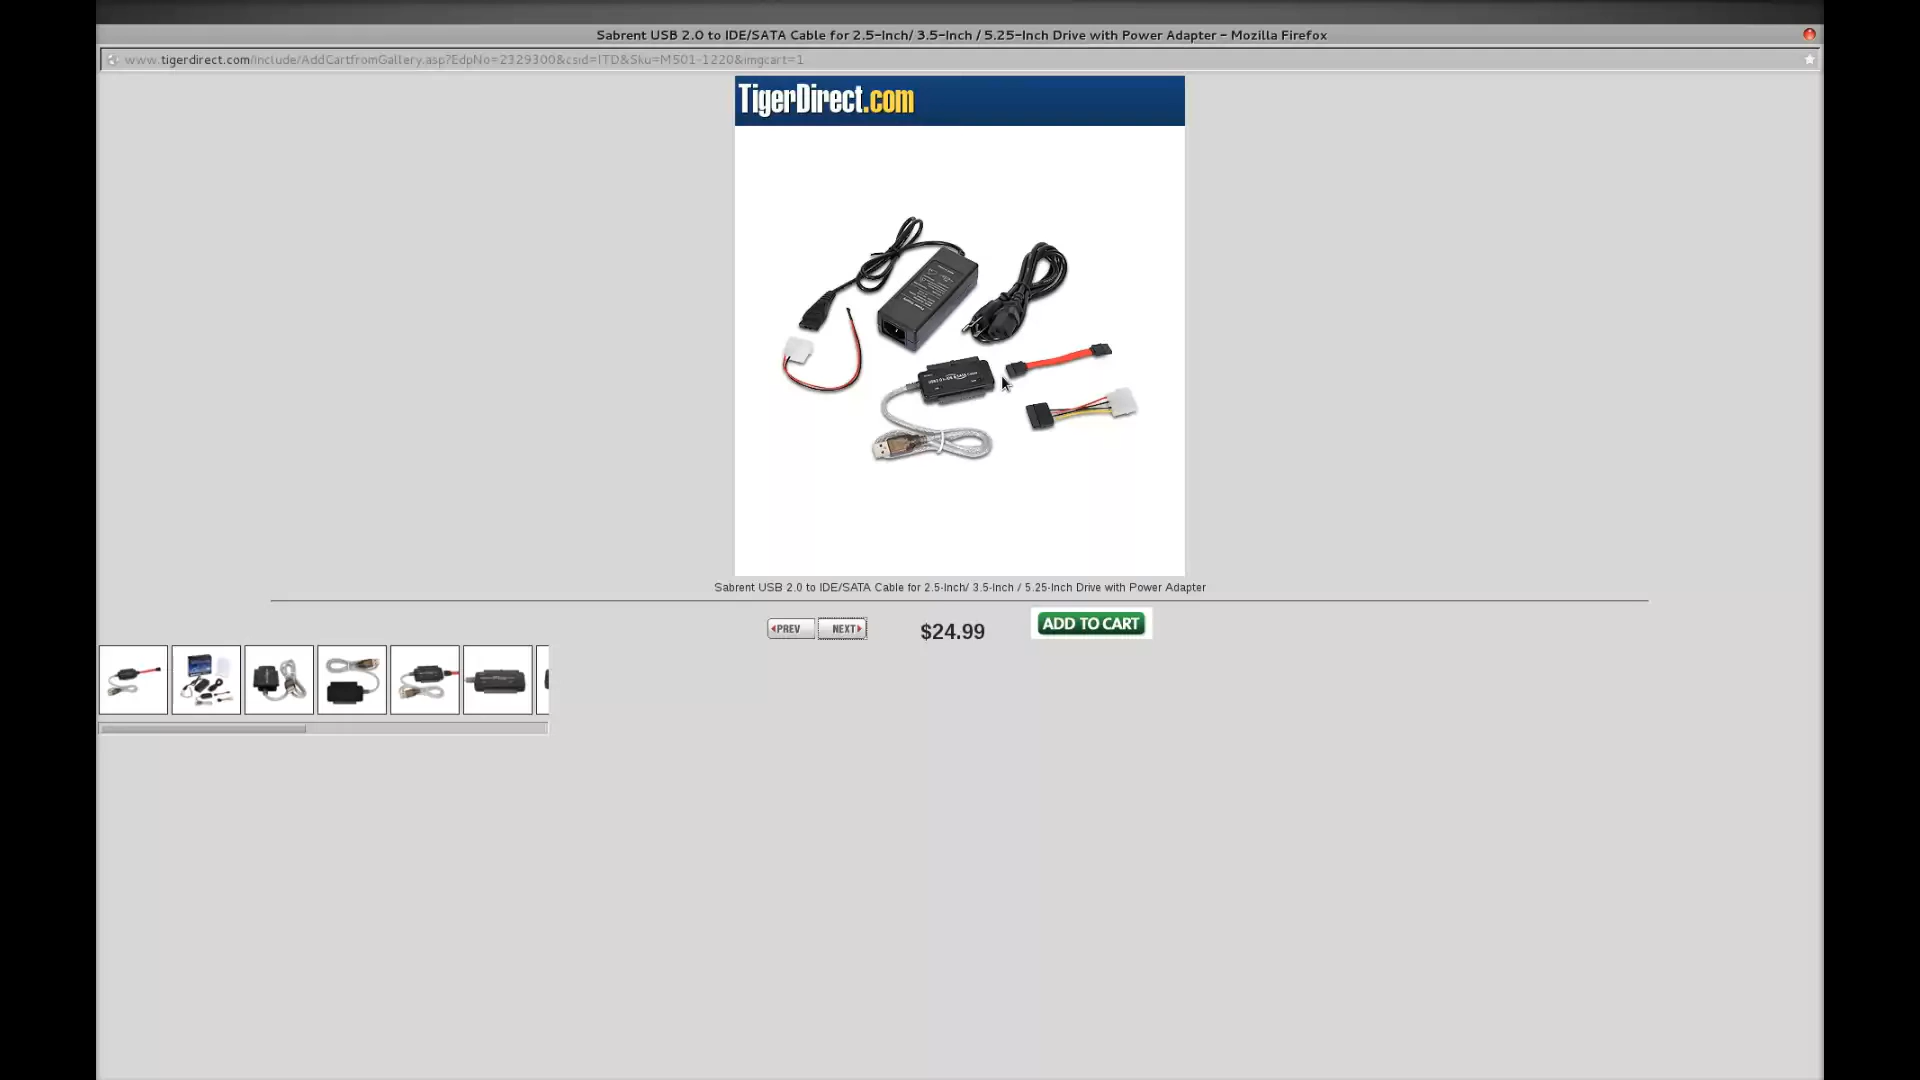 Sabrent USB 2.0 to IDE/SATA Cable for 2.5-Inch/ 3.5-Inch / 5.25-Inch Drive with Power Adapter - Mozilla Firefox
www.tigerdirect.com/include/AddCartfromGallery.asp?EdpNo=2329300&csid=ITD&Sku=M501-1220&imgcart=1
TigerDirect.com
Sabrent USB 2.0 to IDE/SATA Cable for 2.5-Inch/ 3.5-Inch / 5.25-Inch Drive with Power Adapter
PREV NEXT $24.99 ADD TO CART